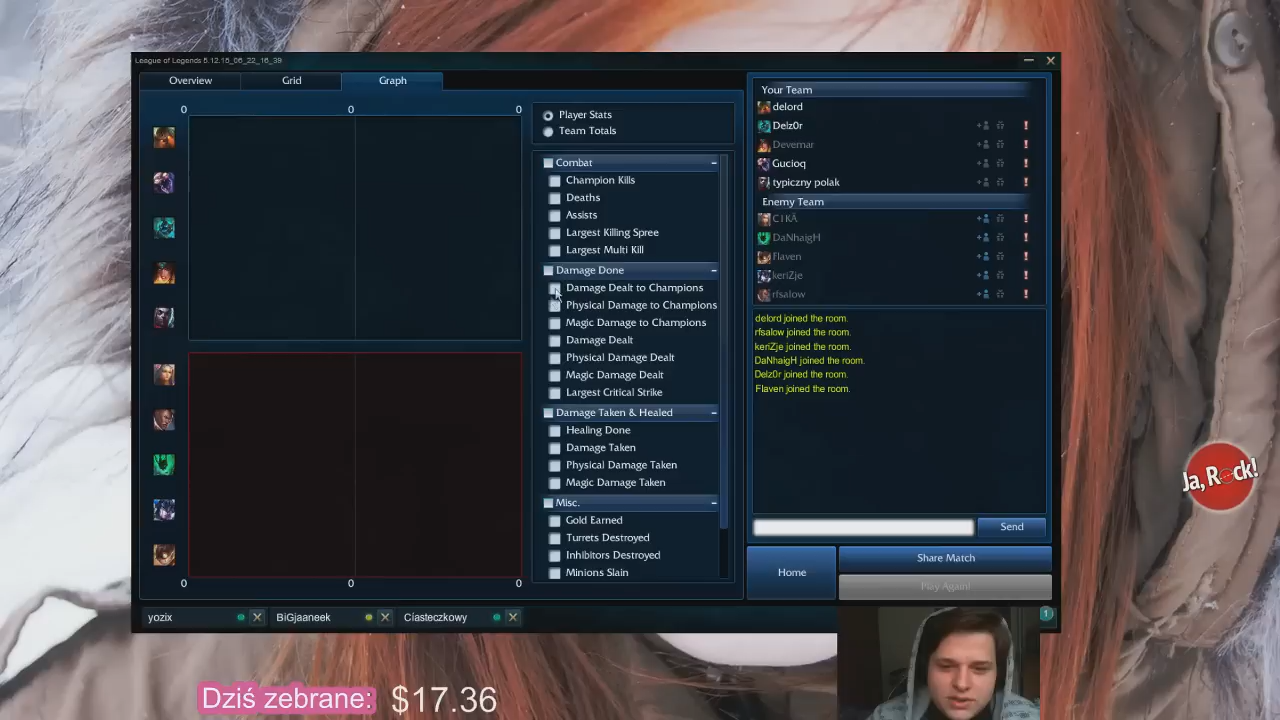 League of Legends 5.12.15_06_22_16_39
Overview
Grid
Graph
0
0
0
0
0
0
Player Stats
Team Totals
Combat
Champion Kills
Deaths
Assists
Largest Killing Spree
Largest Multi Kill
Damage Done
Damage Dealt to Champions
Physical Damage to Champions
Magic Damage to Champions
Damage Dealt
Physical Damage Dealt
Magic Damage Dealt
Largest Critical Strike
Damage Taken & Healed
Healing Done
Damage Taken
Physical Damage Taken
Magic Damage Taken
Misc.
Gold Earned
Turrets Destroyed
Inhibitors Destroyed
Minions Slain
Your Team
delord
Delz0r
Devemar
Gucioq
typiczny polak
Enemy Team
DaNhaigH
Flaven
keriZje
rfsalow
delord joined the room.
rfsalow joined the room.
keriZje joined the room.
DaNhaigH joined the room.
Delz0r joined the room.
Flaven joined the room.
Send
Home
Share Match
Play Again!
yozix
BiGjaaneek
Cíasteczkowy
1
Ja, Rock!
Dziś zebrane: $17.36